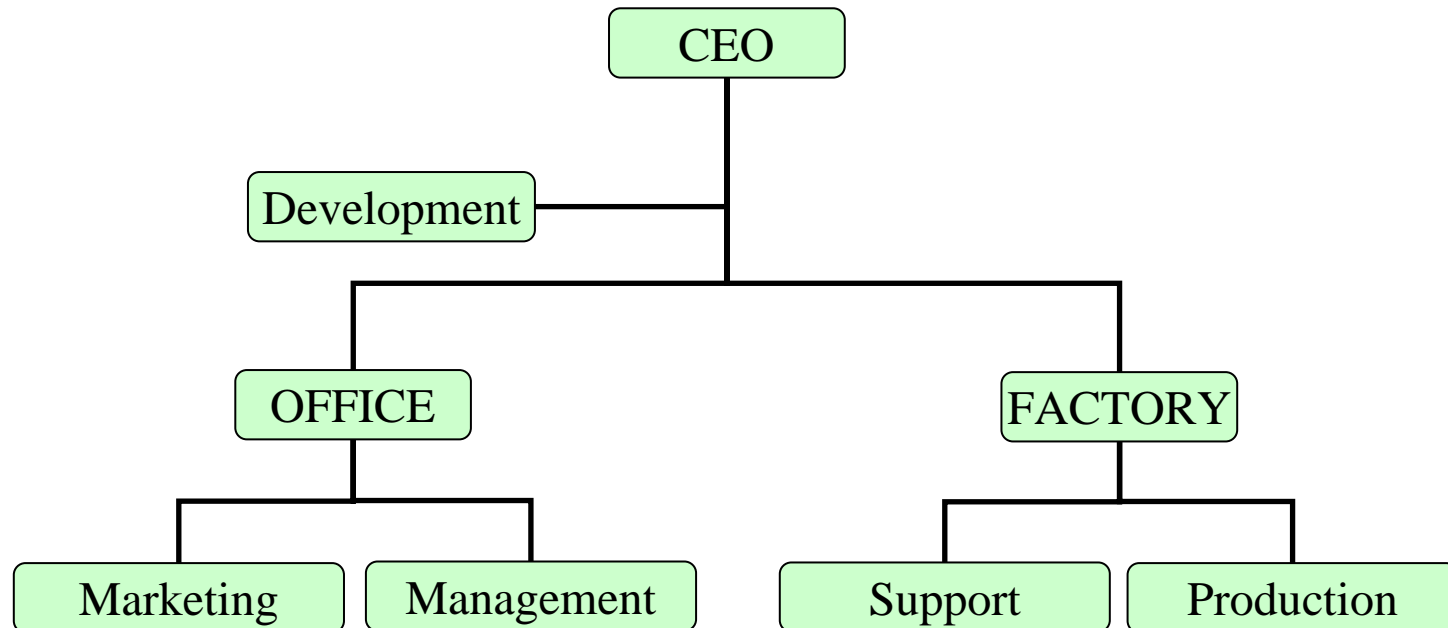 CEO
Development
OFFICE
FACTORY
Marketing
Management
Support
Production